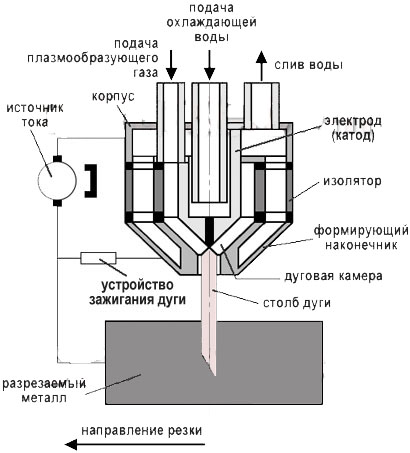 подача
охлаждающей
воды
подача
плазмообразующего
газа
слив воды
корпус
источник
тока
электрод
(катод)
изолятор
формирующий
наконечник
дуговая камера
устройство
зажигания дуги
столб дуги
разрезаемый
металл
направление резки